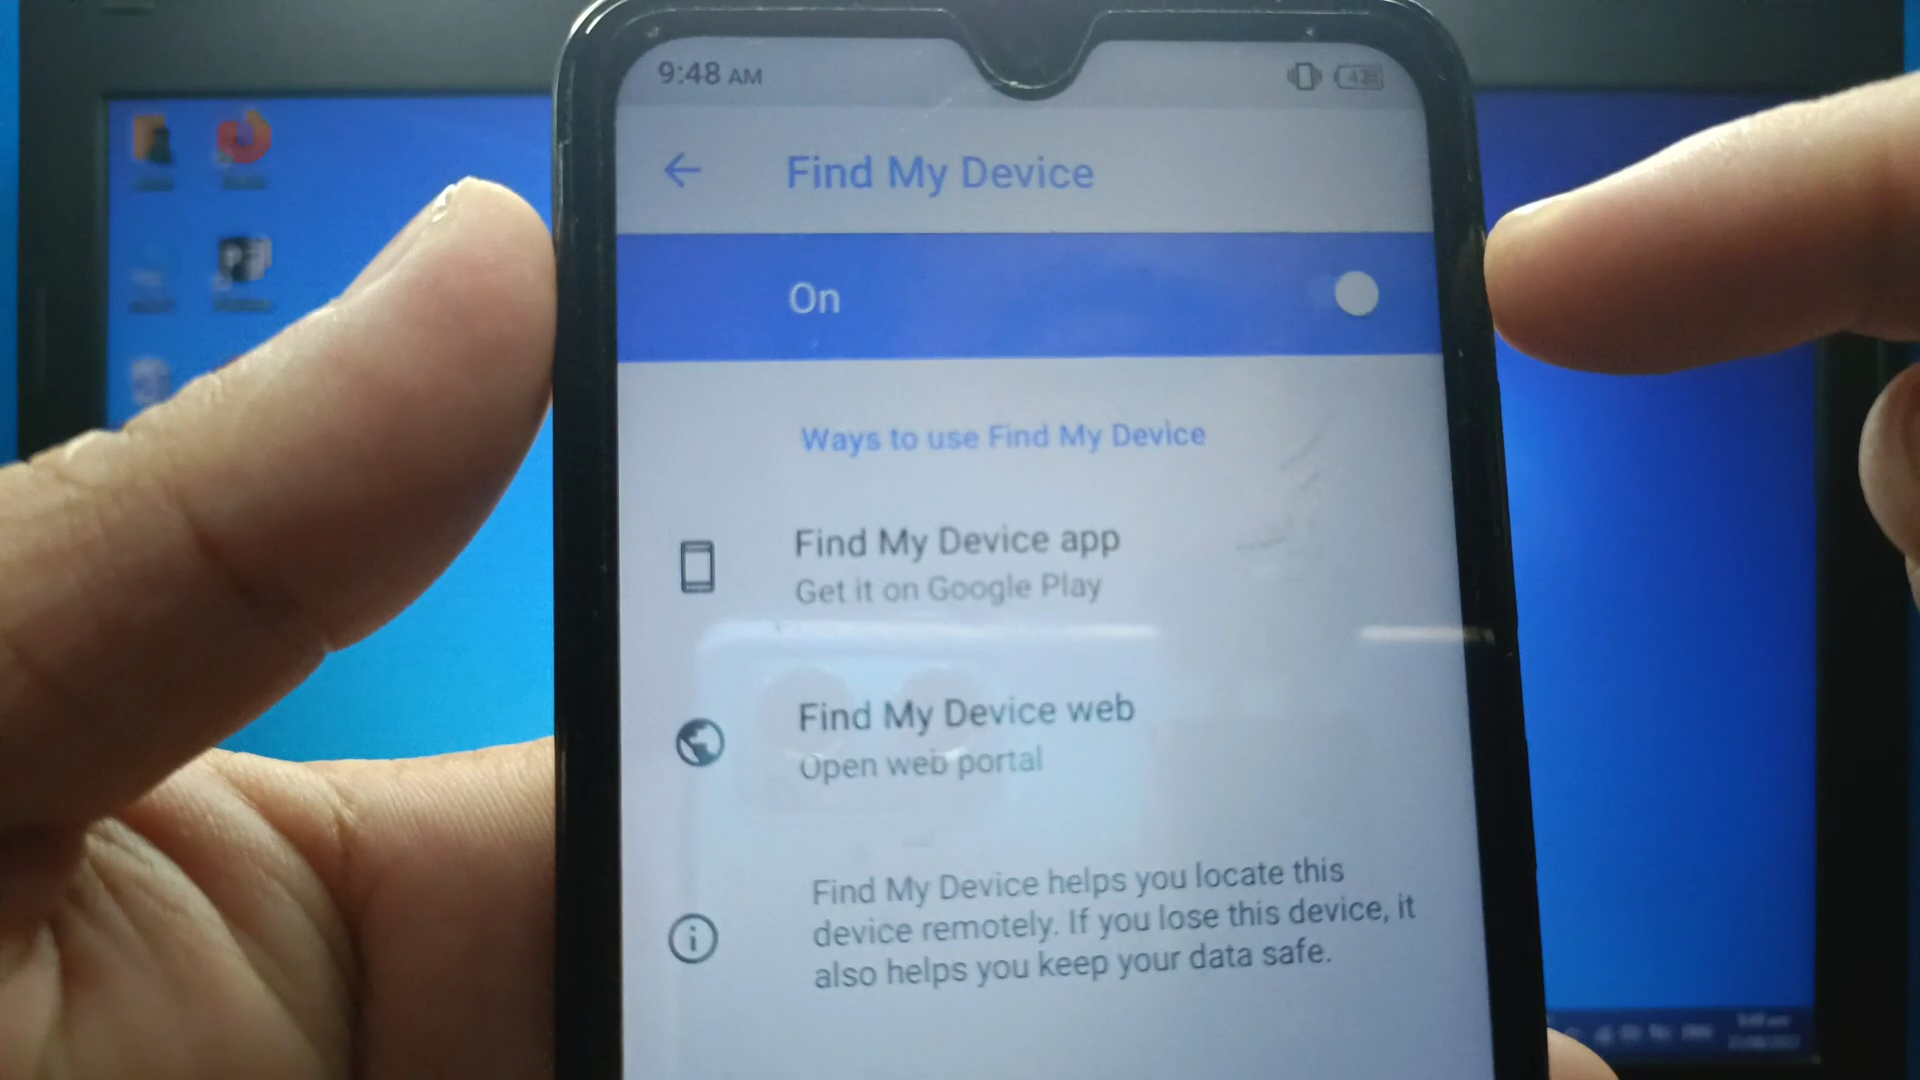 9:48 AM
Find My Device
On
Ways to use Find My Device
Find My Device app
Get it on Google Play
Find My Device web
Open web portal
Find My Device helps you locate this
device remotely. If you lose this device, it
also helps you keep your data safe.